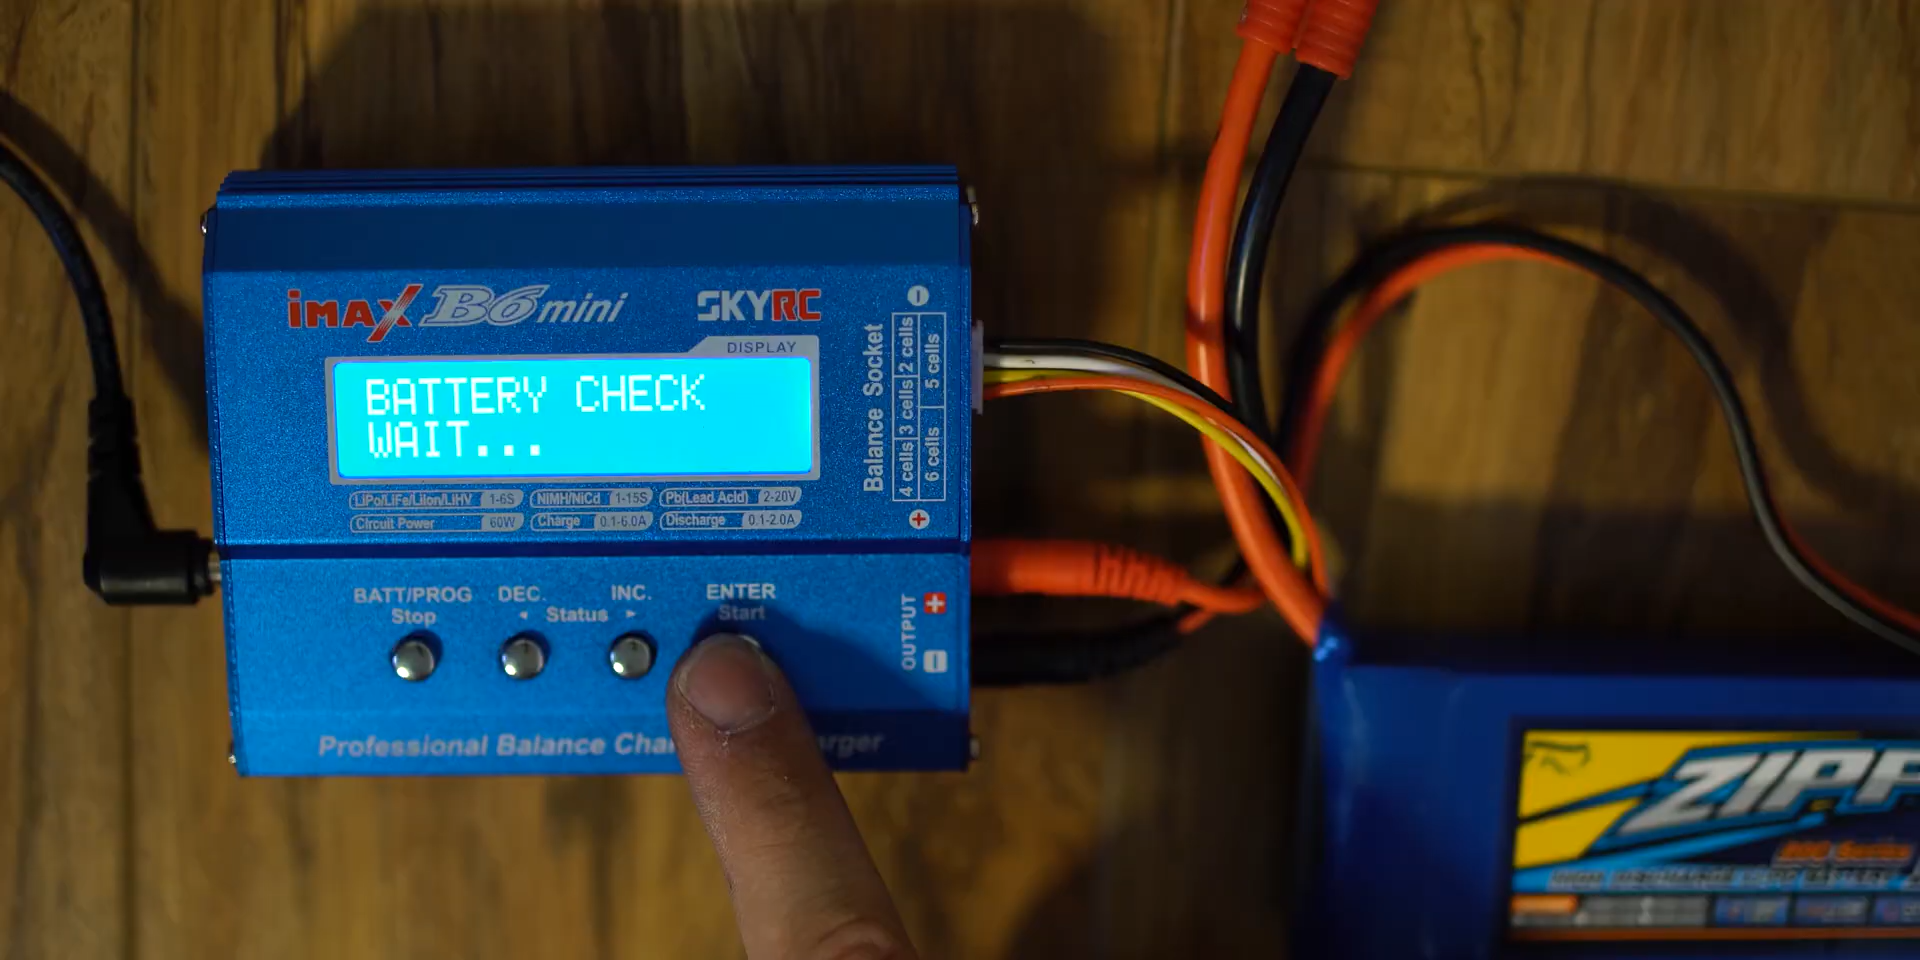 iMAX B6 mini SKYRC
DISPLAY
BATTERY CHECK
WAIT...
LiPo/LiFe/LiIon/LiHV 1-6S NiMH/NiCd 1-15S Pb(Lead Acid) 2-20V
Circuit Power 60W Charge 0.1-6.0A Discharge 0.1-2.0A
Balance Socket
4 cells 3 cells 2 cells
6 cells 5 cells
BATT/PROG DEC. INC. ENTER
Stop ◂ Status ▸ Start
OUTPUT
Professional Balance
ZIPP